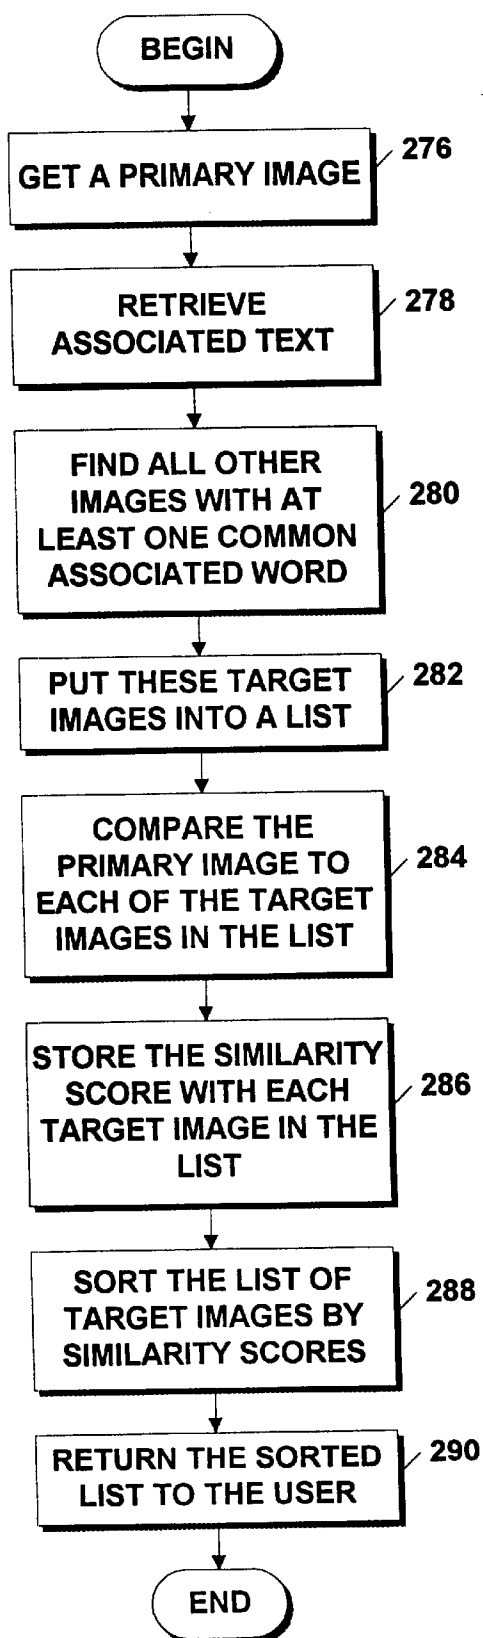 BEGIN
GET A PRIMARY IMAGE
276
RETRIEVE
ASSOCIATED TEXT
278
FIND ALL OTHER
IMAGES WITH AT
LEAST ONE COMMON
ASSOCIATED WORD
280
PUT THESE TARGET
IMAGES INTO A LIST
282
COMPARE THE
PRIMARY IMAGE TO
EACH OF THE TARGET
IMAGES IN THE LIST
284
STORE THE SIMILARITY
SCORE WITH EACH
TARGET IMAGE IN THE
LIST
286
SORT THE LIST OF
TARGET IMAGES BY
SIMILARITY SCORES
288
RETURN THE SORTED
LIST TO THE USER
290
END